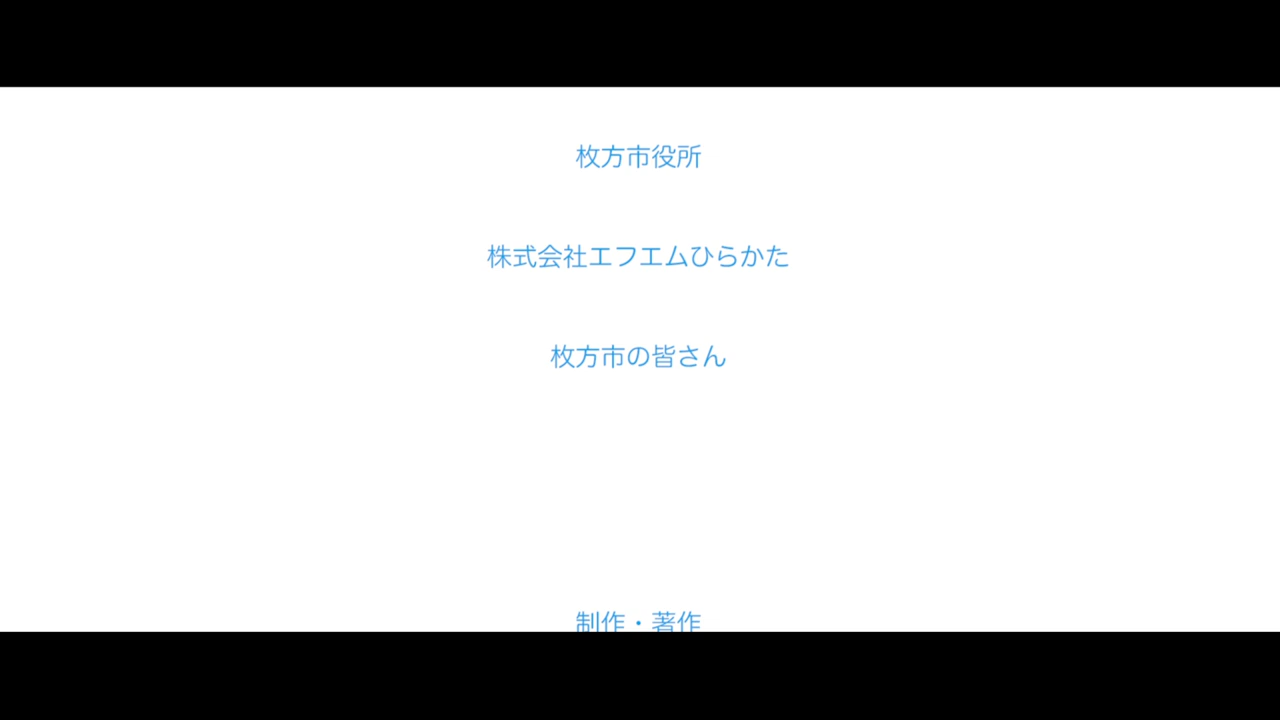 枚方市役所
株式会社エフエムひらかた
枚方市の皆さん
制作・著作